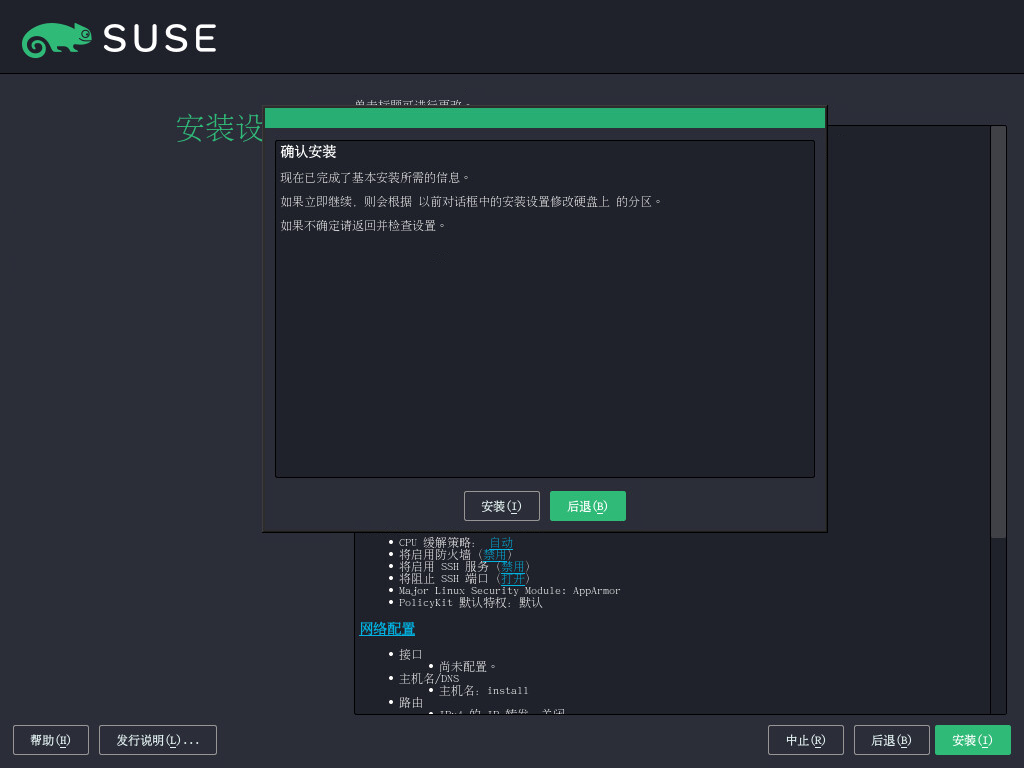 SUSE
单击标题可进行更改。
安装设
确认安装
现在已完成了基本安装所需的信息。
如果立即继续，则会根据 以前对话框中的安装设置修改硬盘上 的分区。
如果不确定请返回并检查设置。
安装(I)
后退(B)
CPU 缓解策略： 自动
将启用防火墙 (禁用)
将启用 SSH 服务 (禁用)
将阻止 SSH 端口 (打开)
Major Linux Security Module: AppArmor
PolicyKit 默认特权：默认
网络配置
接口
尚未配置。
主机名/DNS
主机名：install
路由
IPv4 的 IP 转发：关闭
帮助(H)
发行说明(L)...
中止(R)
后退(B)
安装(I)